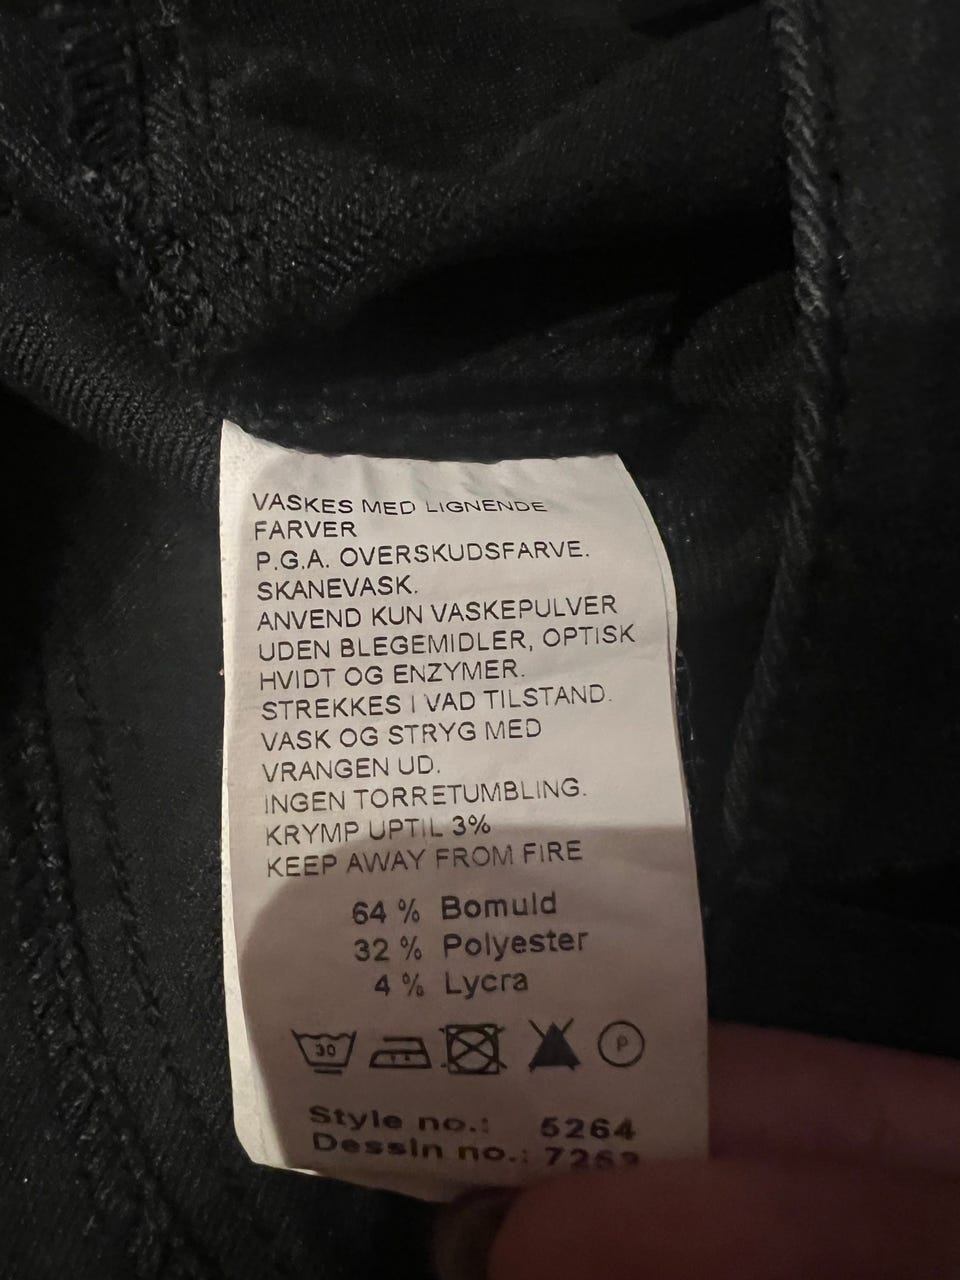 VASKES MED LIGNENDE
FARVER
P.G.A. OVERSKUDSFARVE.
SKANEVASK.
ANVEND KUN VASKEPULVER
UDEN BLEGEMIDLER, OPTISK
HVIDT OG ENZYMER.
STREKKES I VAD TILSTAND.
VASK OG STRYG MED
VRANGEN UD.
INGEN TORRETUMBLING.
KRYMP UPTIL 3%
KEEP AWAY FROM FIRE
64 % Bomuld
32 % Polyester
4 % Lycra
30 P
Style no.: 5264
Dessin no.: